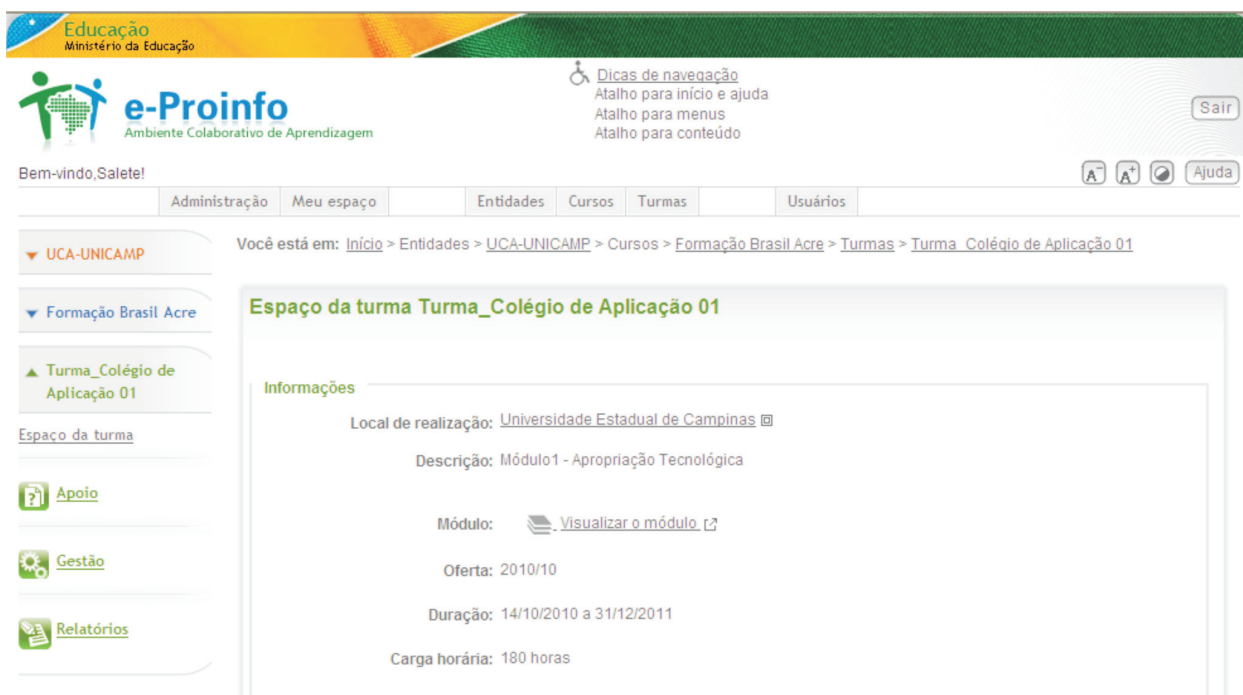 Educação
Ministério da Educação
e-Proinfo
Ambiente Colaborativo de Aprendizagem
Dicas de navegação
Atalho para início e ajuda
Atalho para menus
Atalho para conteúdo
Sair
Bem-vindo,Salete!
A- A+ Ajuda
Administração Meu espaço Entidades Cursos Turmas Usuários
UCA-UNICAMP
Formação Brasil Acre
Turma_Colégio de
Aplicação 01
Espaço da turma
Apoio
Gestão
Relatórios
Você está em: Início > Entidades > UCA-UNICAMP > Cursos > Formação Brasil Acre > Turmas > Turma_Colégio de Aplicação 01
Espaço da turma Turma_Colégio de Aplicação 01
Informações
Local de realização: Universidade Estadual de Campinas
Descrição: Módulo1 - Apropriação Tecnológica
Módulo: Visualizar o módulo
Oferta: 2010/10
Duração: 14/10/2010 a 31/12/2011
Carga horária: 180 horas